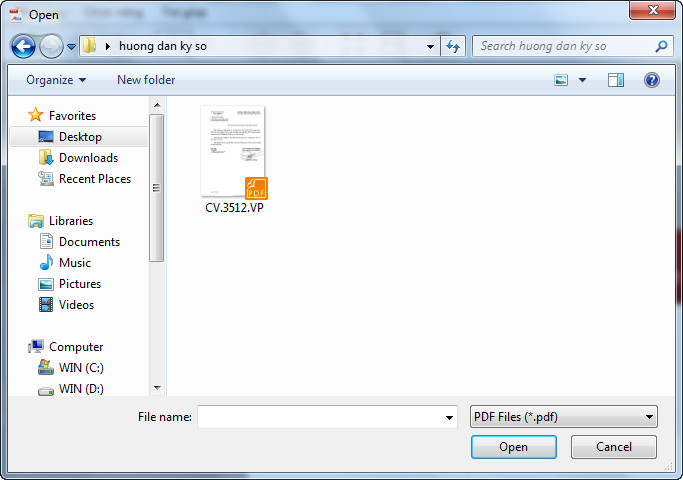 Open
huong dan ky so
Search huong dan ky so
Organize
New folder
Favorites
Desktop
Downloads
Recent Places
Libraries
Documents
Music
Pictures
Videos
Computer
WIN (C:)
WIN (D:)
PDF
CV.3512.VP
File name:
PDF Files (*.pdf)
Open
Cancel